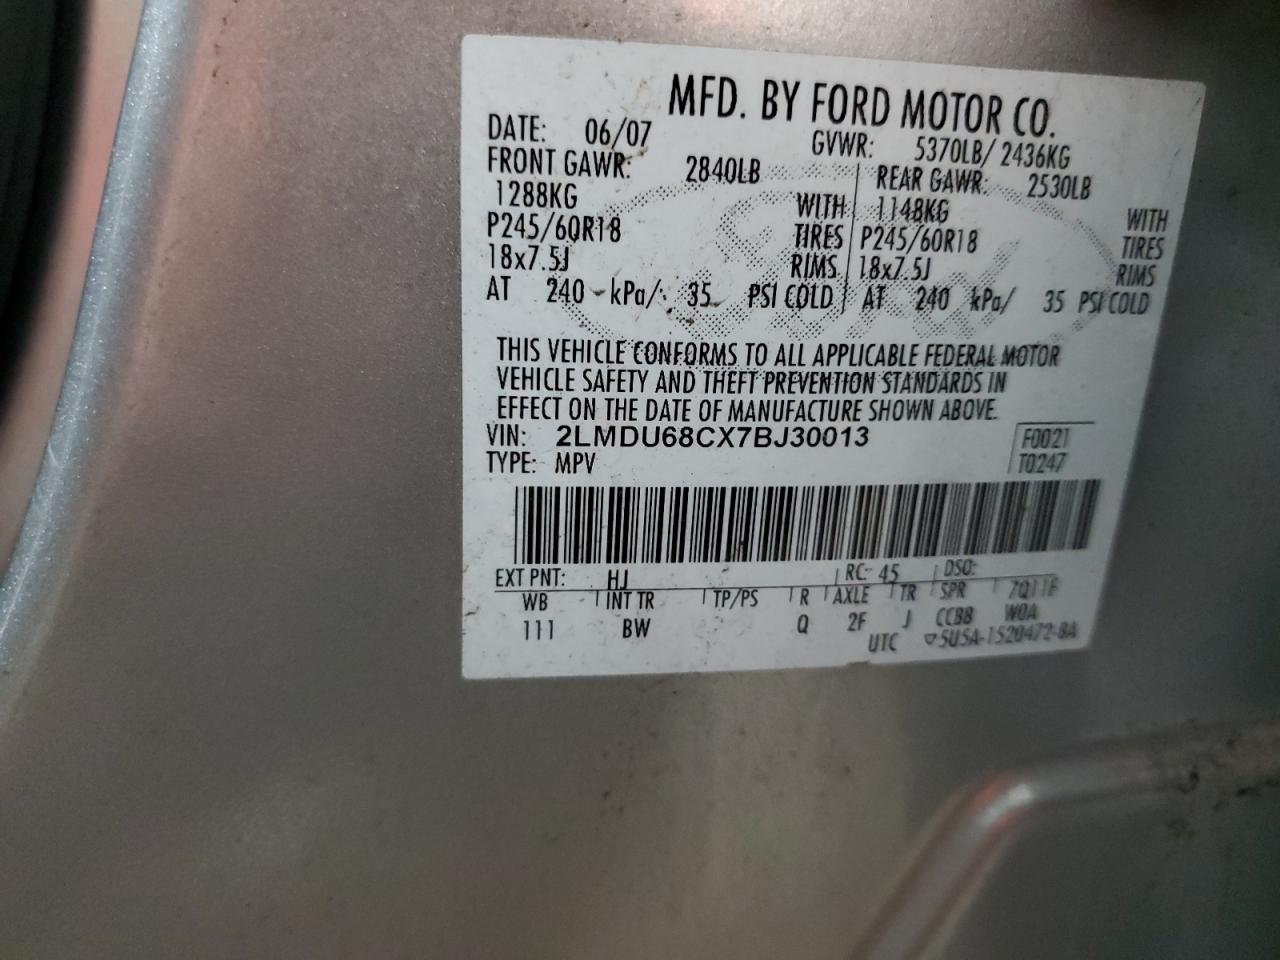 MFD. BY FORD MOTOR CO.
DATE: 06/07 GVWR: 5370LB/ 2436KG
FRONT GAWR: 2840LB REAR GAWR: 2530LB
1288KG WITH 1148KG WITH
P245/60R18 TIRES P245/60R18 TIRES
18x7.5J RIMS 18x7.5J RIMS
AT 240 kPa/ 35 PSI COLD AT 240 kPa/ 35 PSI COLD
THIS VEHICLE CONFORMS TO ALL APPLICABLE FEDERAL MOTOR
VEHICLE SAFETY AND THEFT PREVENTION STANDARDS IN
EFFECT ON THE DATE OF MANUFACTURE SHOWN ABOVE.
VIN: 2LMDU68CX7BJ30013 F0021
TYPE: MPV T0247
EXT PNT: HJ RC: 45 DSO:
WB INT TR TP/PS R AXLE TR SPR 7Q11F
111 BW Q 2F J CCBB W0A
UTC ▽5U5A-1520472-BA